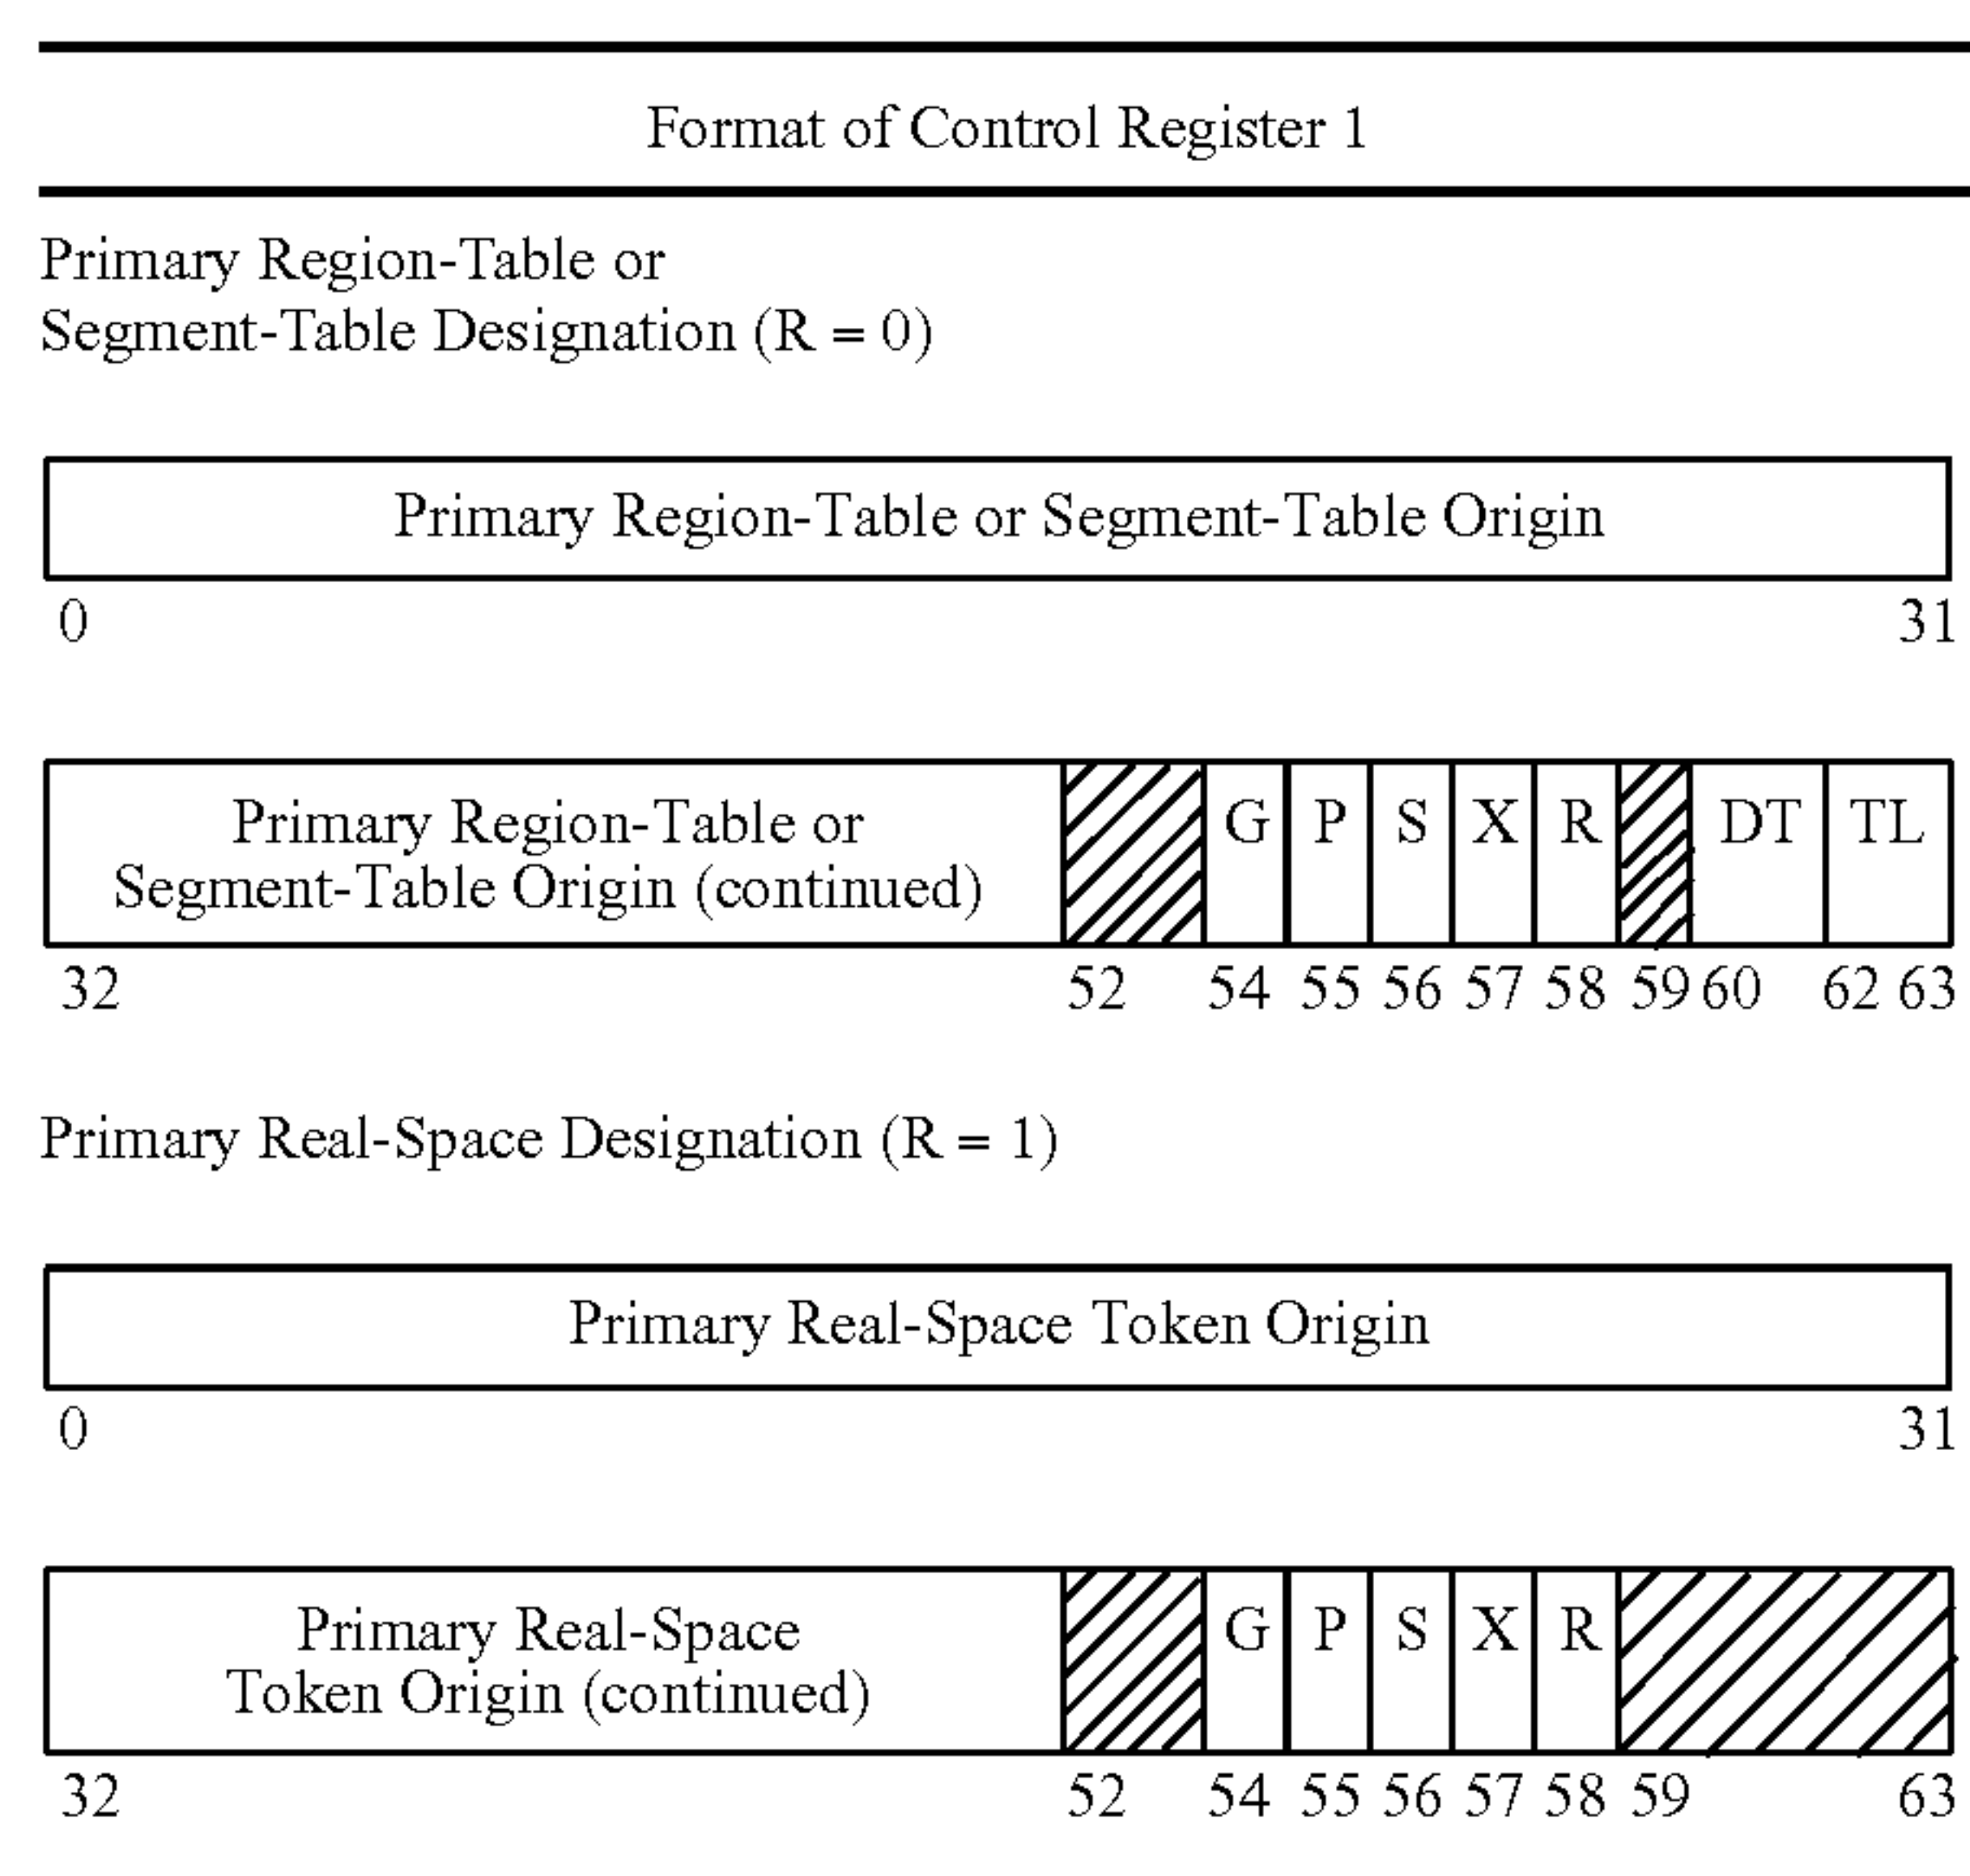 Format of Control Register 1
Primary Region-Table or
Segment-Table Designation (R = 0)
Primary Region-Table or Segment-Table Origin
0 31
Primary Region-Table or
Segment-Table Origin (continued)
G P S X R DT TL
32 52 54 55 56 57 58 59 60 62 63
Primary Real-Space Designation (R = 1)
Primary Real-Space Token Origin
0 31
Primary Real-Space
Token Origin (continued)
G P S X R
32 52 54 55 56 57 58 59 63